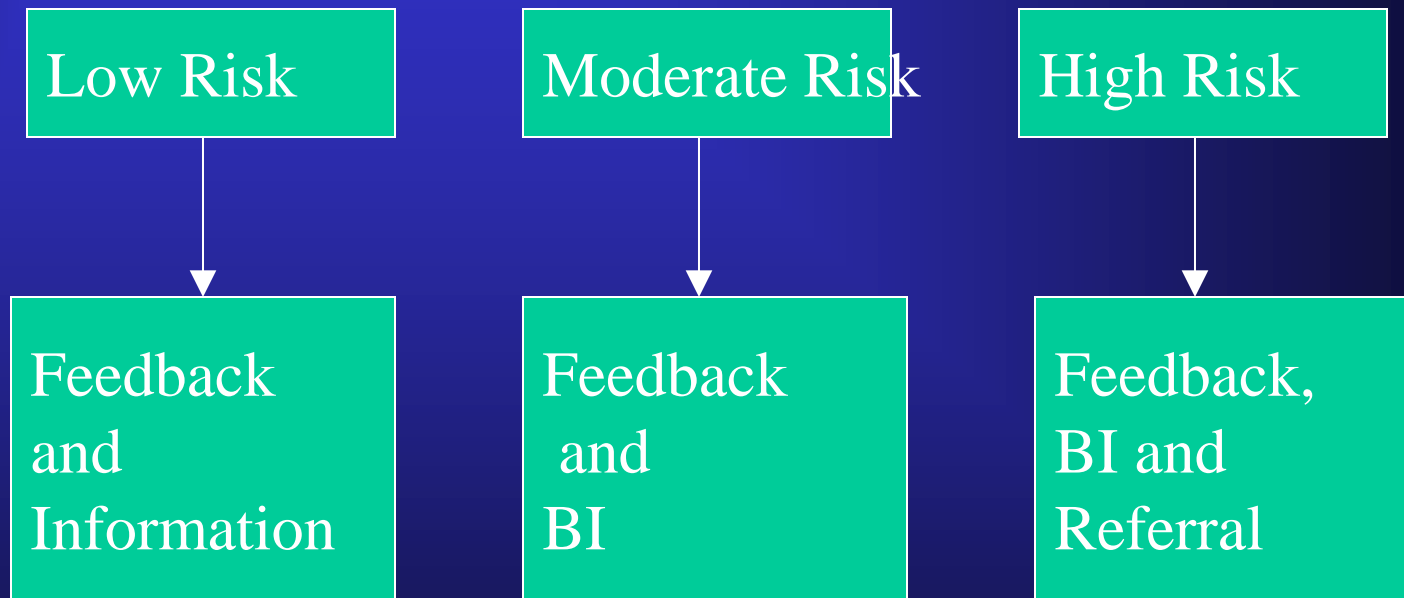 Low Risk
Moderate Risk
High Risk
Feedback
and
Information
Feedback
and
BI
Feedback,
BI and
Referral